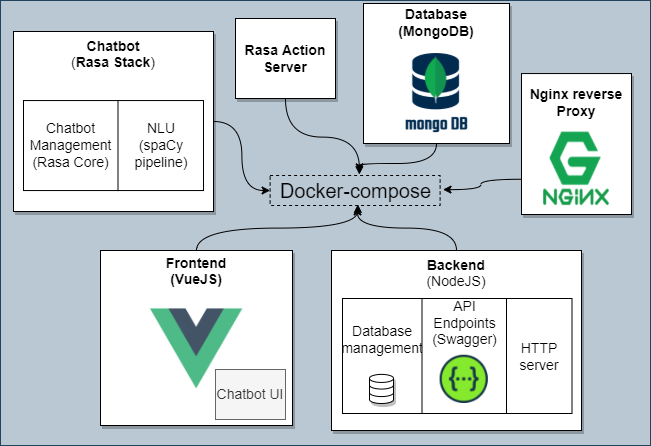 Chatbot
(Rasa Stack)
Chatbot
Management
(Rasa Core)
NLU
(spaCy
pipeline)
Rasa Action
Server
Database
(MongoDB)
mongo DB
Nginx reverse
Proxy
NGiNX
Docker-compose
Frontend
(VueJS)
Chatbot UI
Backend
(NodeJS)
Database
management
API
Endpoints
(Swagger)
{···}
HTTP
server